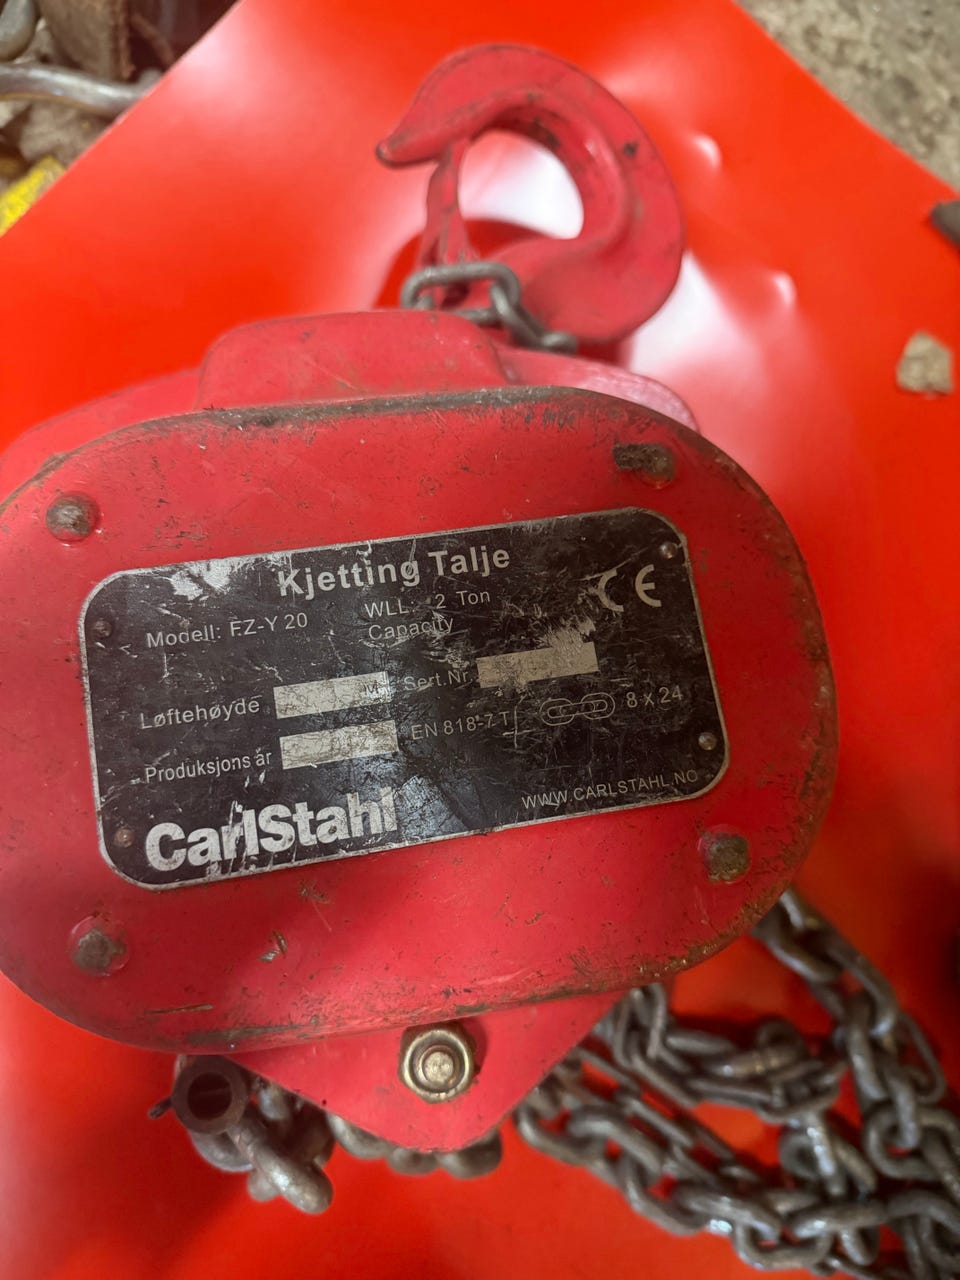 Kjetting Talje
Modell: FZ-Y 20
WLL: 2 Ton
Capacity
CE
Løftehøyde
Sert.Nr.
Produksjons år
EN 818-7 T
8 x 24
CarlStahl
WWW.CARLSTAHL.NO